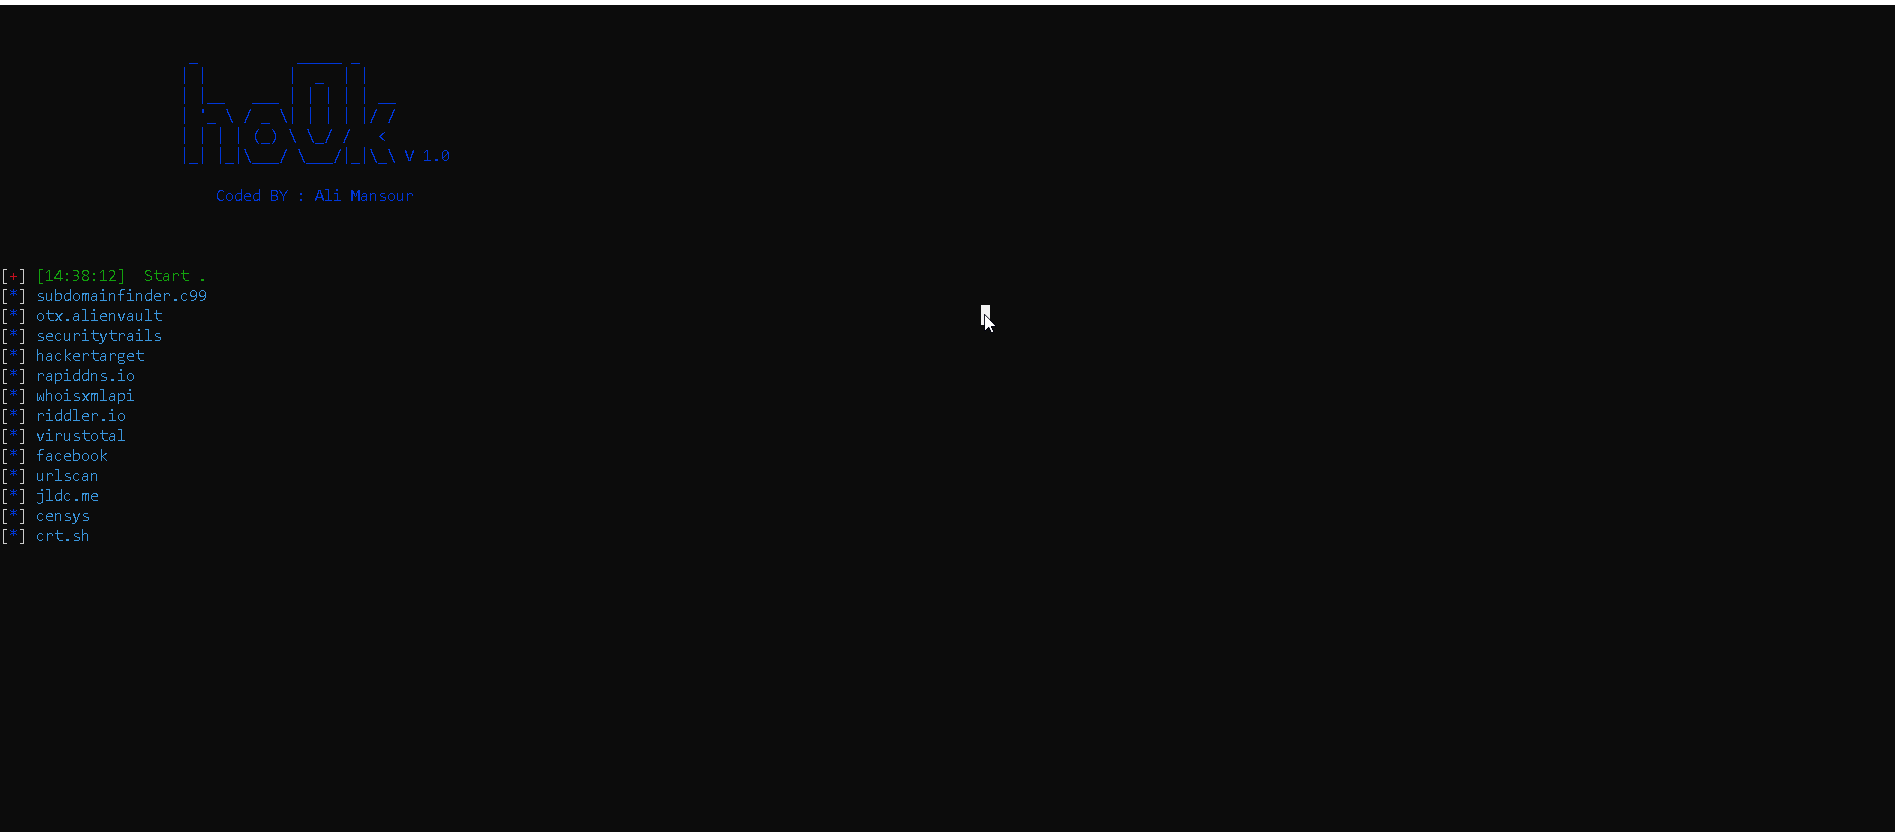 ho0k
V 1.0
Coded BY : Ali Mansour
[+] [14:38:12]  Start .
[*] subdomainfinder.c99
[*] otx.alienvault
[*] securitytrails
[*] hackertarget
[*] rapiddns.io
[*] whoisxmlapi
[*] riddler.io
[*] virustotal
[*] facebook
[*] urlscan
[*] jldc.me
[*] censys
[*] crt.sh